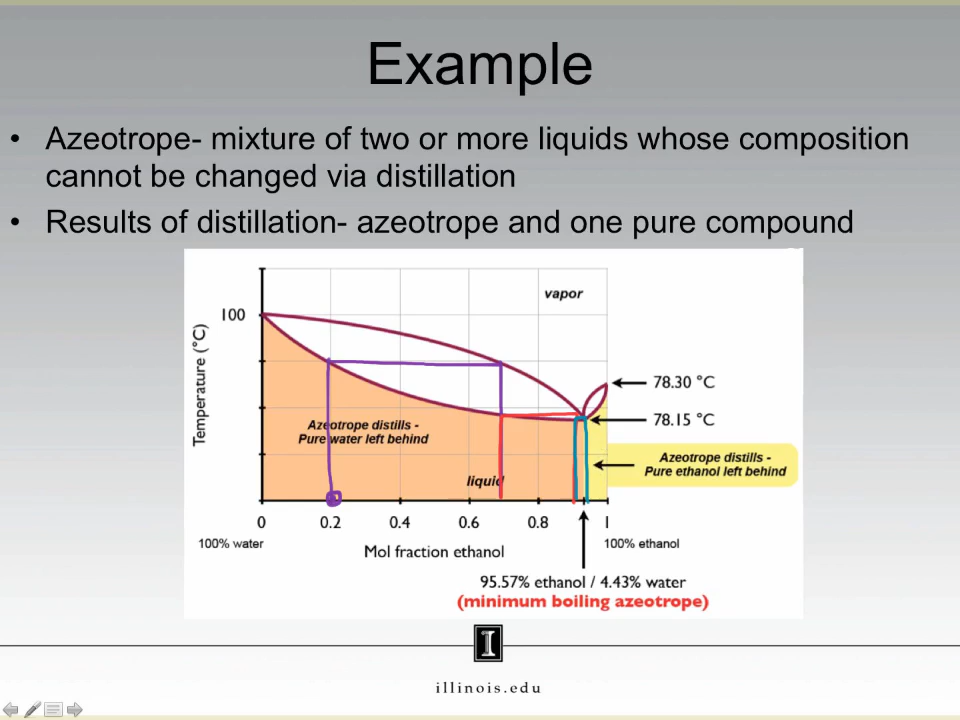 Example
• Azeotrope- mixture of two or more liquids whose composition
cannot be changed via distillation
• Results of distillation- azeotrope and one pure compound
vapor
100
Temperature (°C)
78.30 °C
78.15 °C
Azeotrope distills -
Pure water left behind
Azeotrope distills -
Pure ethanol left behind
liquid
0 0.2 0.4 0.6 0.8 1
100% water
100% ethanol
Mol fraction ethanol
95.57% ethanol / 4.43% water
(minimum boiling azeotrope)
I
illinois.edu